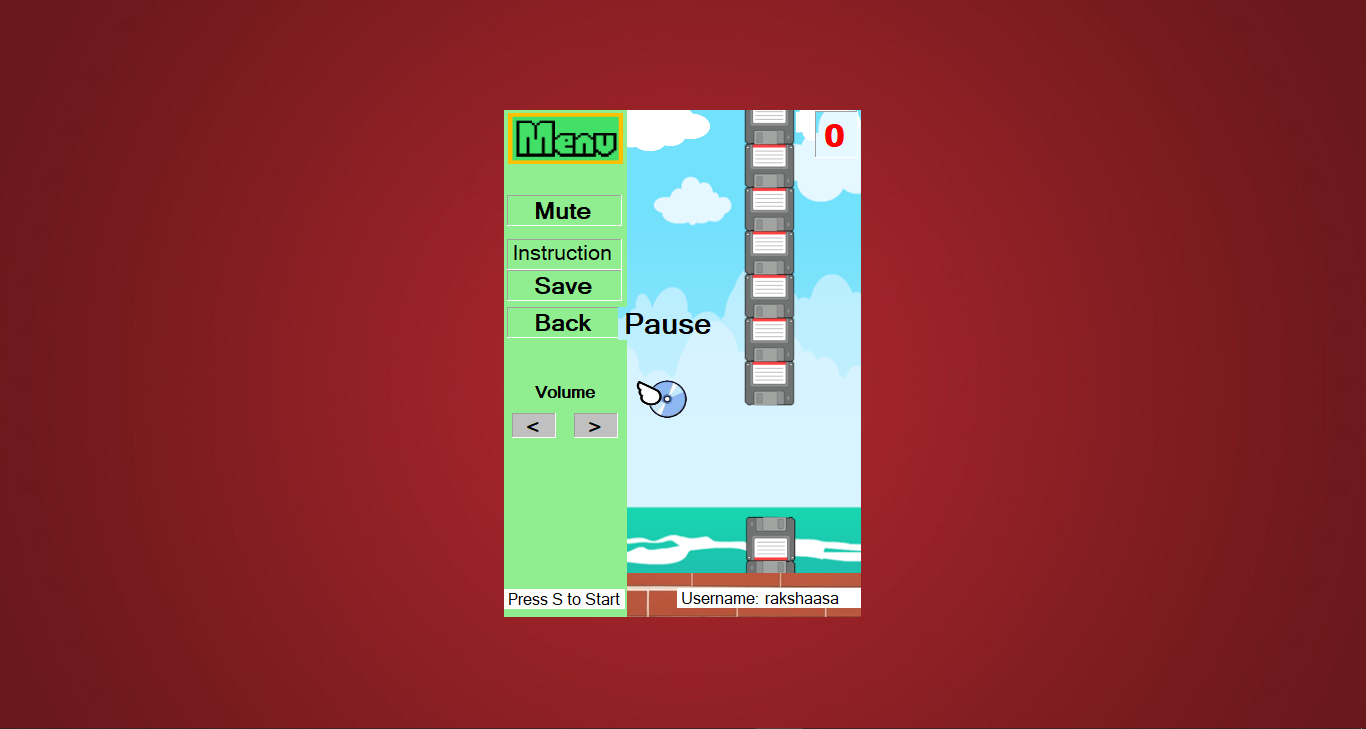 Menu
0
Mute
Instruction
Save
Back
Pause
Volume
< >
Press S to Start
Username: rakshaasa